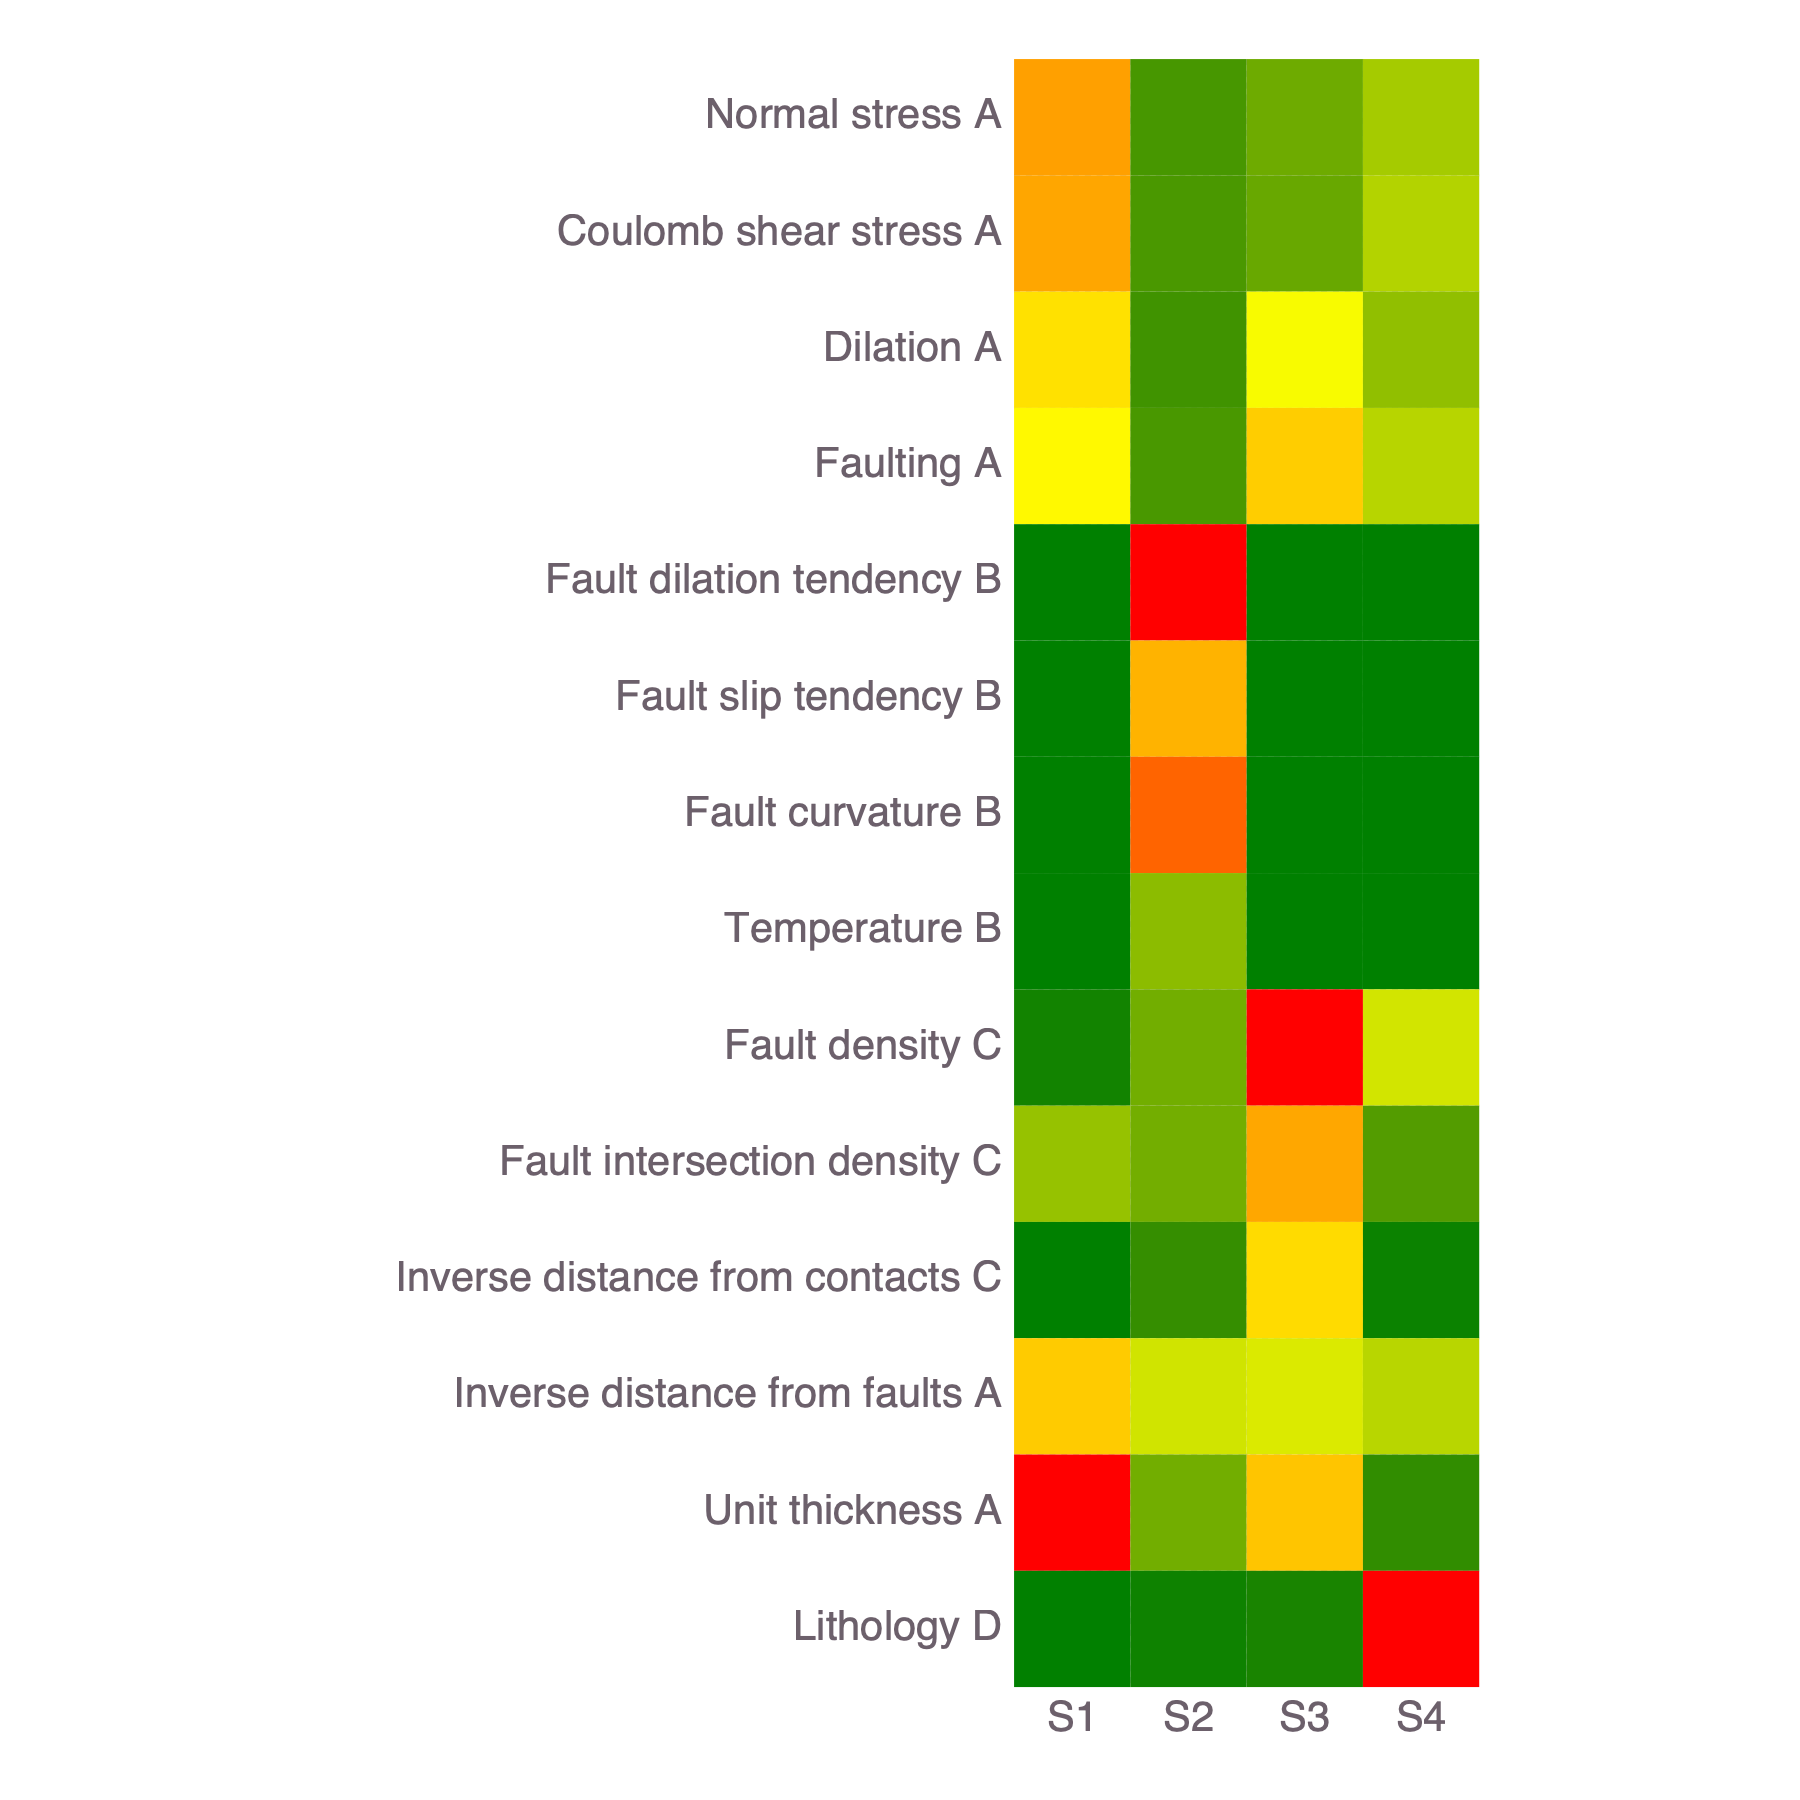 Normal stress A
Coulomb shear stress A
Dilation A
Faulting A
Fault dilation tendency B
Fault slip tendency B
Fault curvature B
Temperature B
Fault density C
Fault intersection density C
Inverse distance from contacts C
Inverse distance from faults A
Unit thickness A
Lithology D
S1 S2 S3 S4